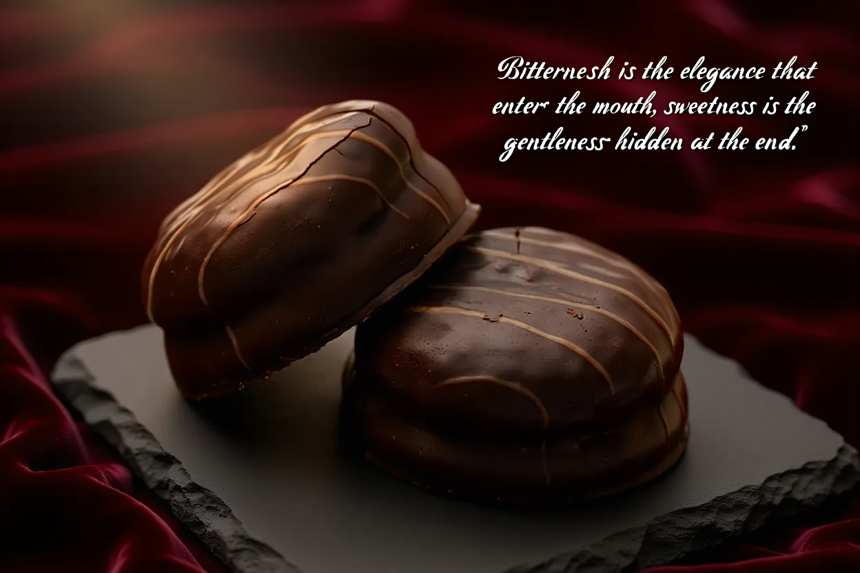 Bitternesh is the elegance that
enter the mouth, sweetness is the
gentleness hidden at the end.”